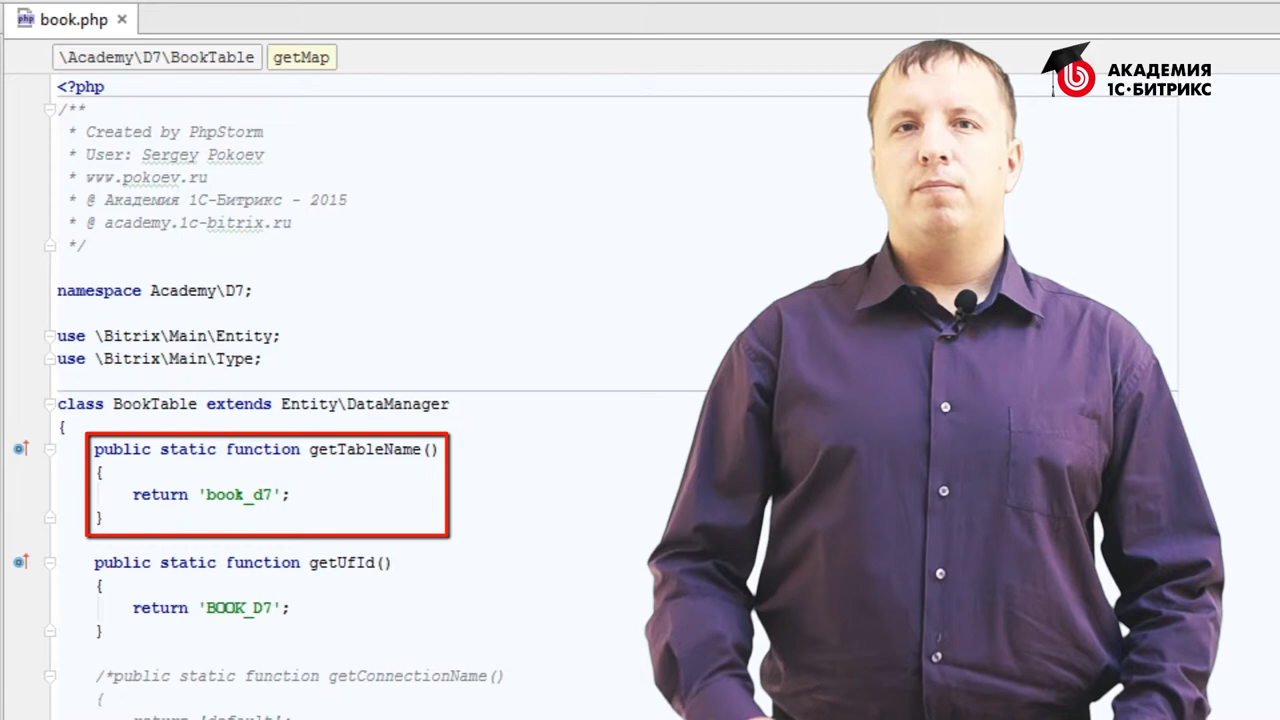 book.php
\Academy\D7\BookTable getMap
АКАДЕМИЯ
1С·БИТРИКС
<?php
/**
* Created by PhpStorm
* User: Sergey Pokoev
* www.pokoev.ru
* @ Академия 1С-Битрикс - 2015
* @ academy.1c-bitrix.ru
*/
namespace Academy\D7;
use \Bitrix\Main\Entity;
use \Bitrix\Main\Type;
class BookTable extends Entity\DataManager
{
public static function getTableName()
{
return 'book_d7';
}
public static function getUfId()
{
return 'BOOK_D7';
}
/*public static function getConnectionName()
{
return 'default';